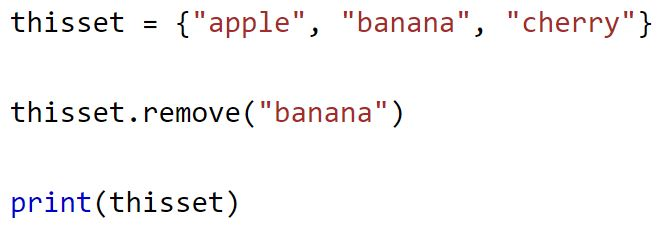 thisset = {"apple", "banana", "cherry"}
thisset.remove("banana")
print(thisset)